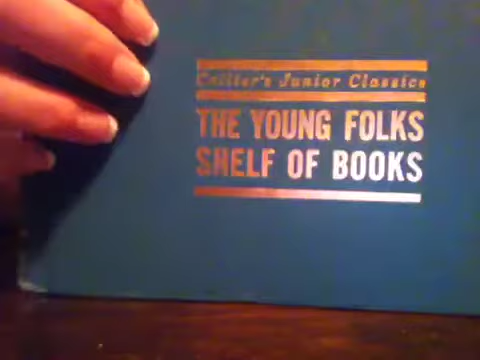 Collier's Junior Classics
THE YOUNG FOLKS
SHELF OF BOOKS